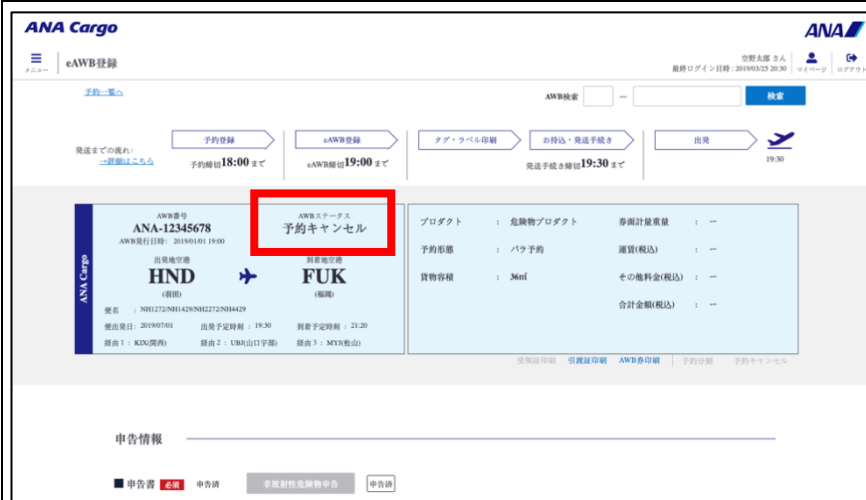 ANA Cargo
ANA
メニュー
eAWB登録
空野太郎 さん
最終ログイン日時 : 2019/03/25 20:30
マイページ
ログアウト
予約一覧へ
AWB検索
ー
検索
発送までの流れ:
→詳細はこちら
予約登録
eAWB登録
タグ・ラベル印刷
お持込・発送手続き
出発
予約締切18:00 まで
eAWB締切19:00 まで
発送手続き締切19:30 まで
19:30
ANA Cargo
AWB番号
ANA-12345678
AWB発行日時: 2019/01/01 19:00
AWBステータス
予約キャンセル
出発地空港
HND
(羽田)
到着地空港
FUK
(福岡)
便名 : NH1272/NH1429/NH2272/NH4429
便出発日: 2019/07/01 出発予定時刻 : 19:30 到着予定時刻 : 21:20
経由1 : KIX(関西) 経由2 : UBJ(山口宇部) 経由3 : MYJ(松山)
プロダクト : 危険物プロダクト 券面計量重量 : ー
予約形態 : バラ予約 運賃(税込) : ー
貨物容積 : 36㎥ その他料金(税込) : ー
合計金額(税込) : ー
受領証印刷 引渡証印刷 AWB券印刷 予約分割 予約キャンセル
申告情報
申告書 必須 申告済 非放射性危険物申告 申告済